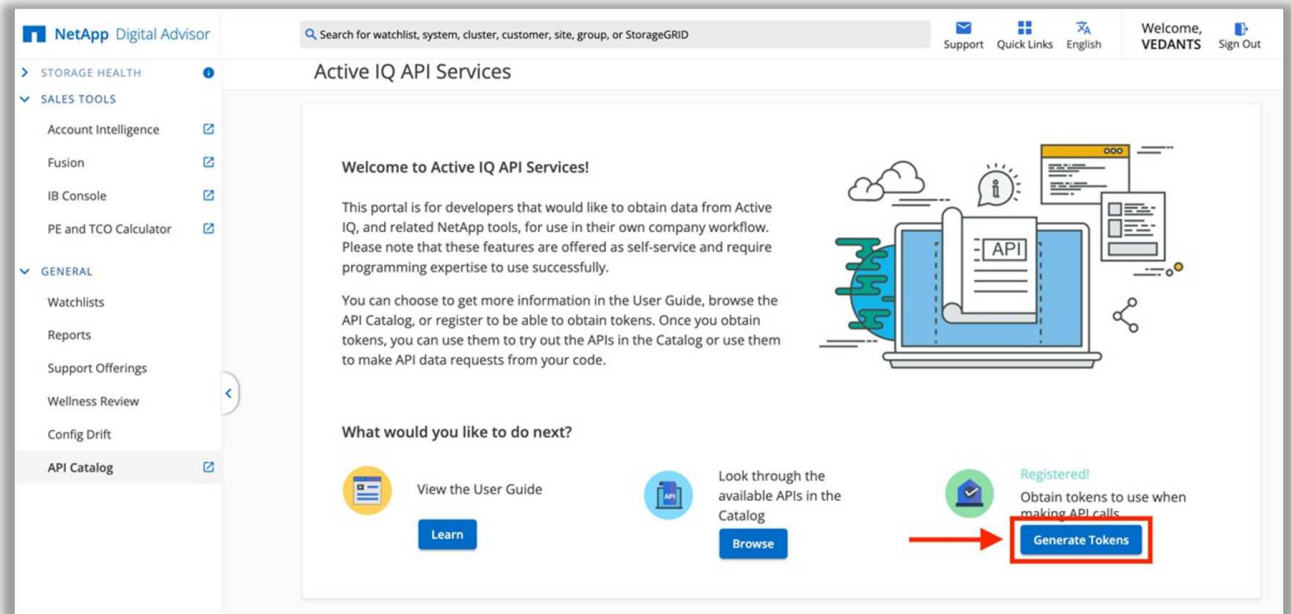 NetApp Digital Advisor
Search for watchlist, system, cluster, customer, site, group, or StorageGRID
Support
Quick Links
English
Welcome,
VEDANTS
Sign Out
STORAGE HEALTH
SALES TOOLS
Account Intelligence
Fusion
IB Console
PE and TCO Calculator
GENERAL
Watchlists
Reports
Support Offerings
Wellness Review
Config Drift
API Catalog
Active IQ API Services
Welcome to Active IQ API Services!
This portal is for developers that would like to obtain data from Active
IQ, and related NetApp tools, for use in their own company workflow.
Please note that these features are offered as self-service and require
programming expertise to use successfully.
You can choose to get more information in the User Guide, browse the
API Catalog, or register to be able to obtain tokens. Once you obtain
tokens, you can use them to try out the APIs in the Catalog or use them
to make API data requests from your code.
API
What would you like to do next?
View the User Guide
Learn
API
Look through the
available APIs in the
Catalog
Browse
Registered!
Obtain tokens to use when
making API calls
Generate Tokens